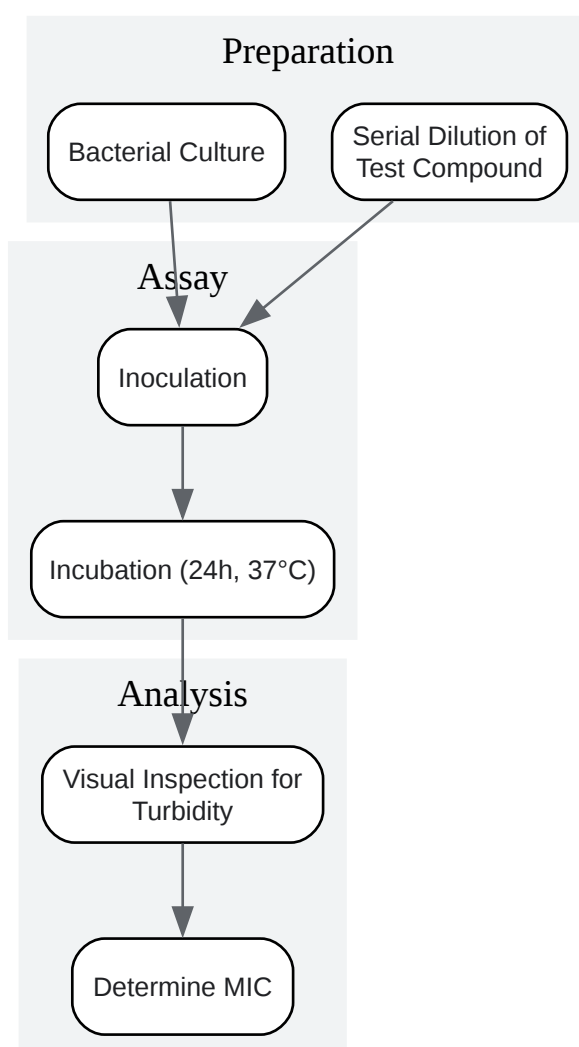 Preparation
Bacterial Culture
Serial Dilution of
Test Compound
Assay
Inoculation
Incubation (24h, 37°C)
Analysis
Visual Inspection for
Turbidity
Determine MIC